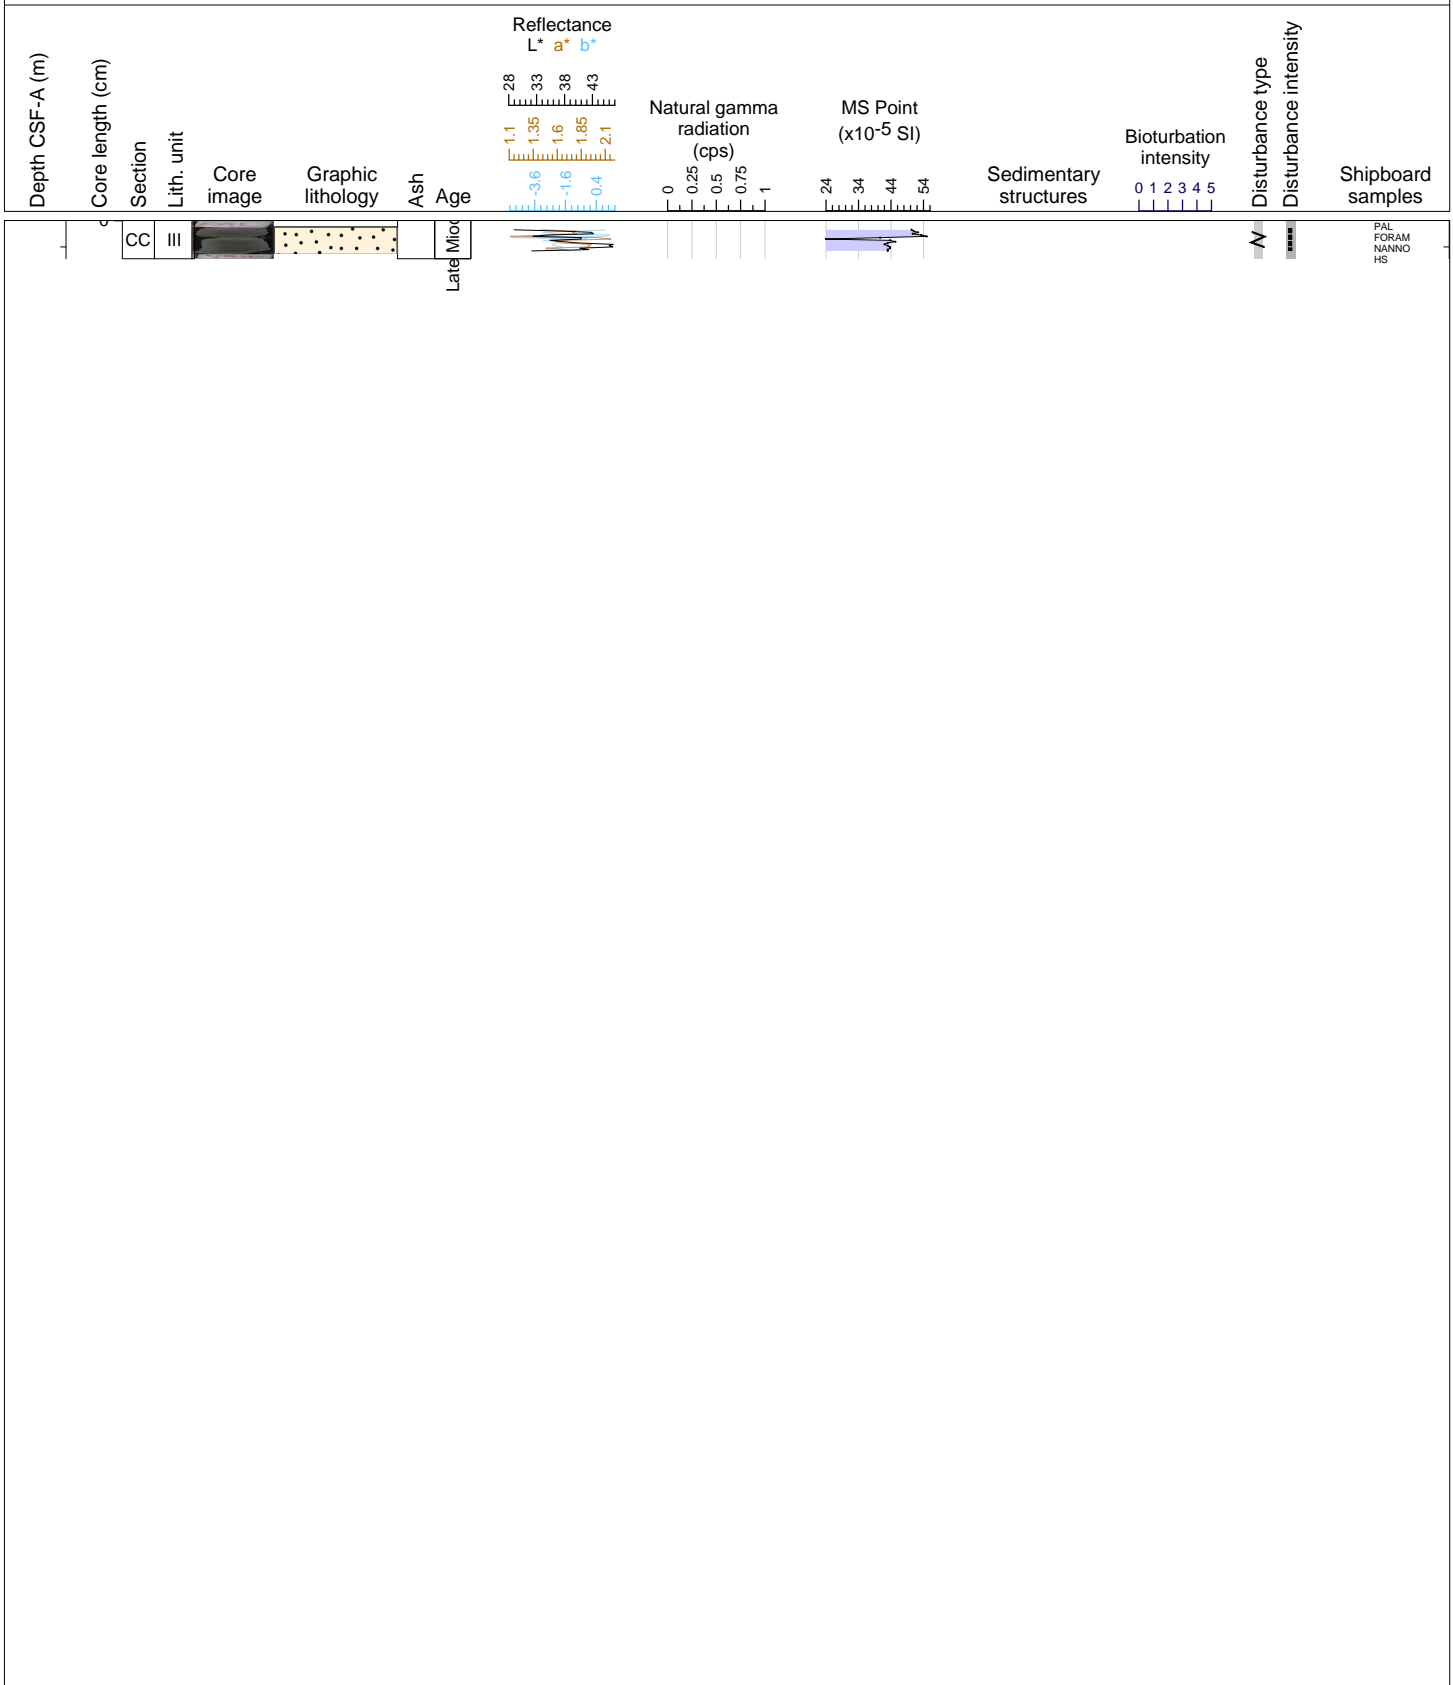 Depth CSF-A (m)
Core length (cm)
Section
Lith. unit
Core
image
Graphic
lithology
Ash
Age
Reflectance
L* a* b*
28 33 38 43
1.1 1.35 1.6 1.85 2.1
-3.6 -1.6 0.4
Natural gamma
radiation
(cps)
0 0.25 0.5 0.75 1
MS Point
(x10-5 SI)
24 34 44 54
Sedimentary
structures
Bioturbation
intensity
0 1 2 3 4 5
Disturbance type
Disturbance intensity
Shipboard
samples
CC
III
Late Mioc
PAL
FORAM
NANNO
HS